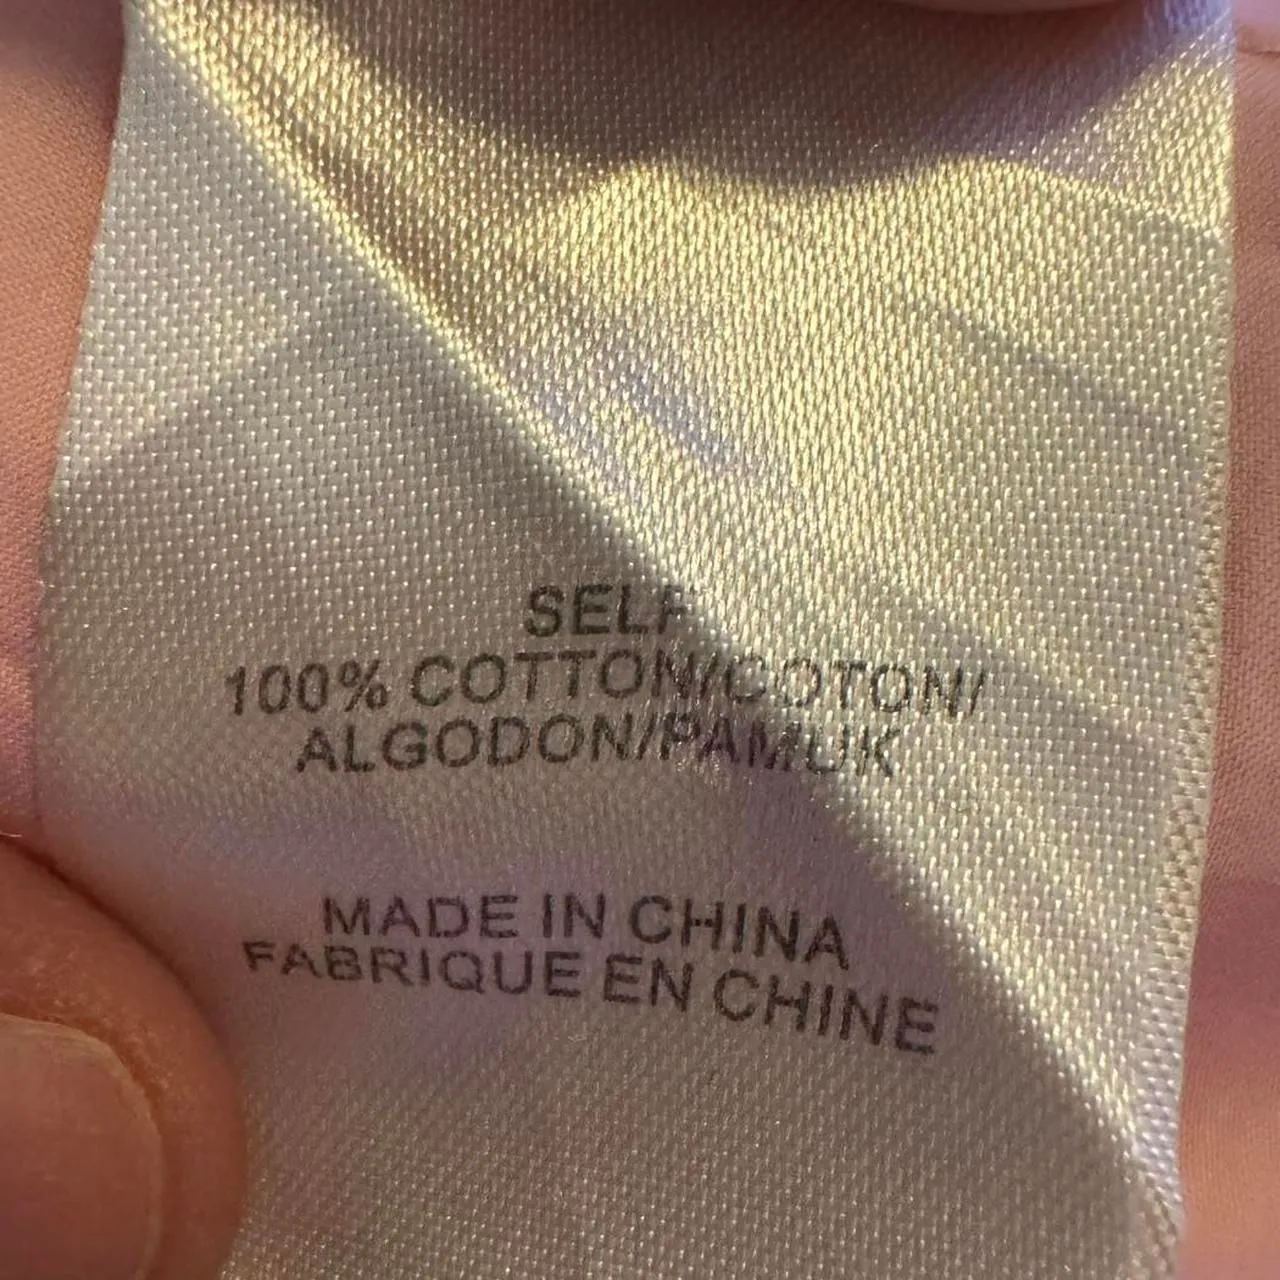 SELF
100% COTTON/COTON/
ALGODON/PAMUK
MADE IN CHINA
FABRIQUE EN CHINE